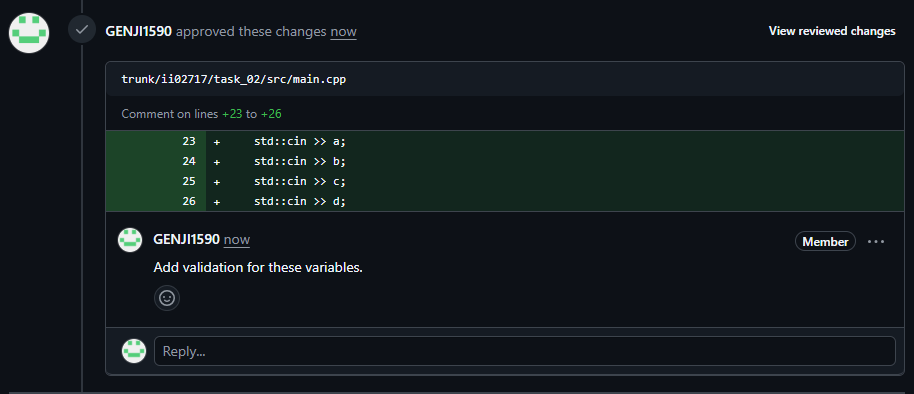 GENJI1590 approved these changes now
View reviewed changes
trunk/ii02717/task_02/src/main.cpp
Comment on lines +23 to +26
23 + std::cin >> a;
24 + std::cin >> b;
25 + std::cin >> c;
26 + std::cin >> d;
GENJI1590 now
Member
Add validation for these variables.
Reply...